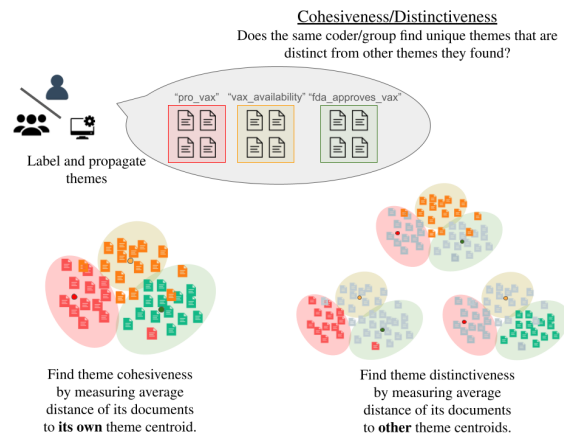 Cohesiveness/Distinctiveness
Does the same coder/group find unique themes that are
distinct from other themes they found?
“pro_vax” “vax_availability” “fda_approves_vax”
Label and propagate
themes
Find theme cohesiveness
by measuring average
distance of its documents
to its own theme centroid.
Find theme distinctiveness
by measuring average
distance of its documents
to other theme centroids.